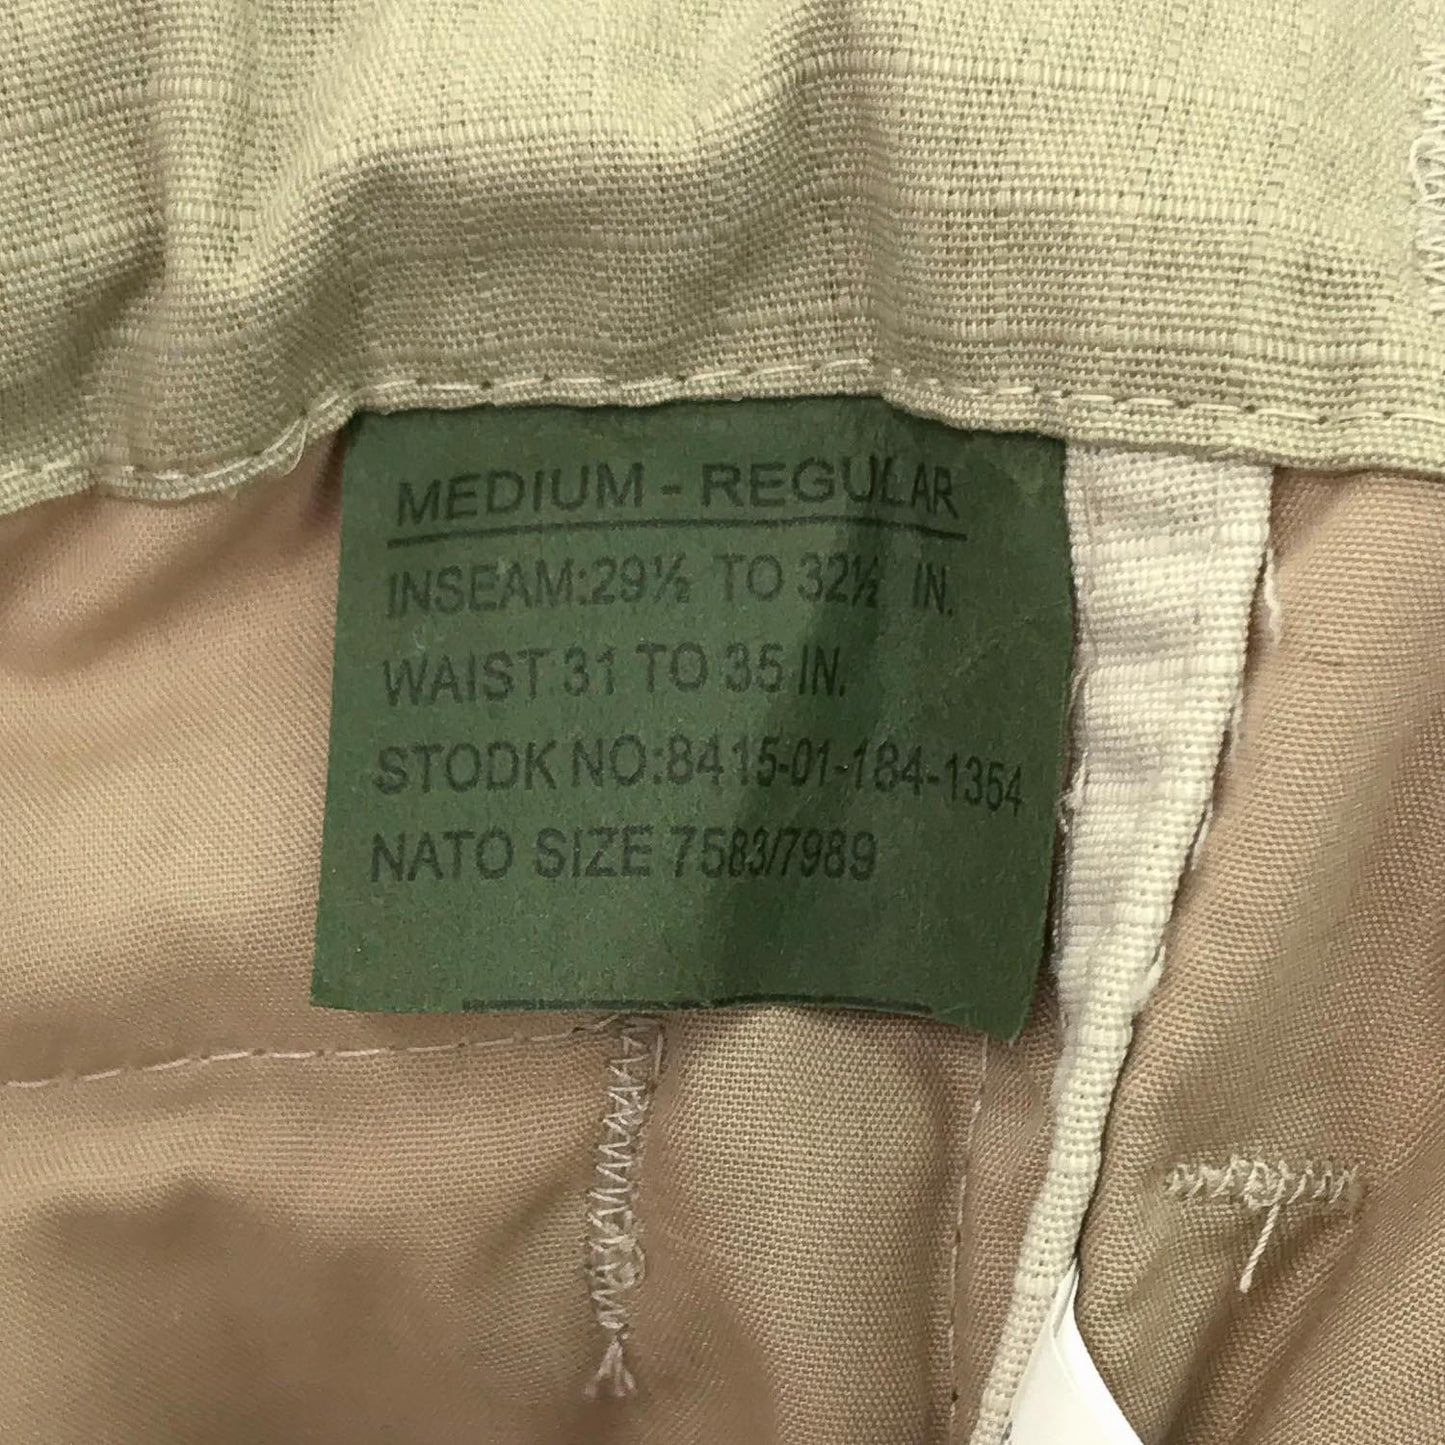 MEDIUM - REGULAR
INSEAM:29½ TO 32½ IN.
WAIST.31 TO 35 IN.
STODK NO:8415-01-184-1354
NATO SIZE 7583/7989